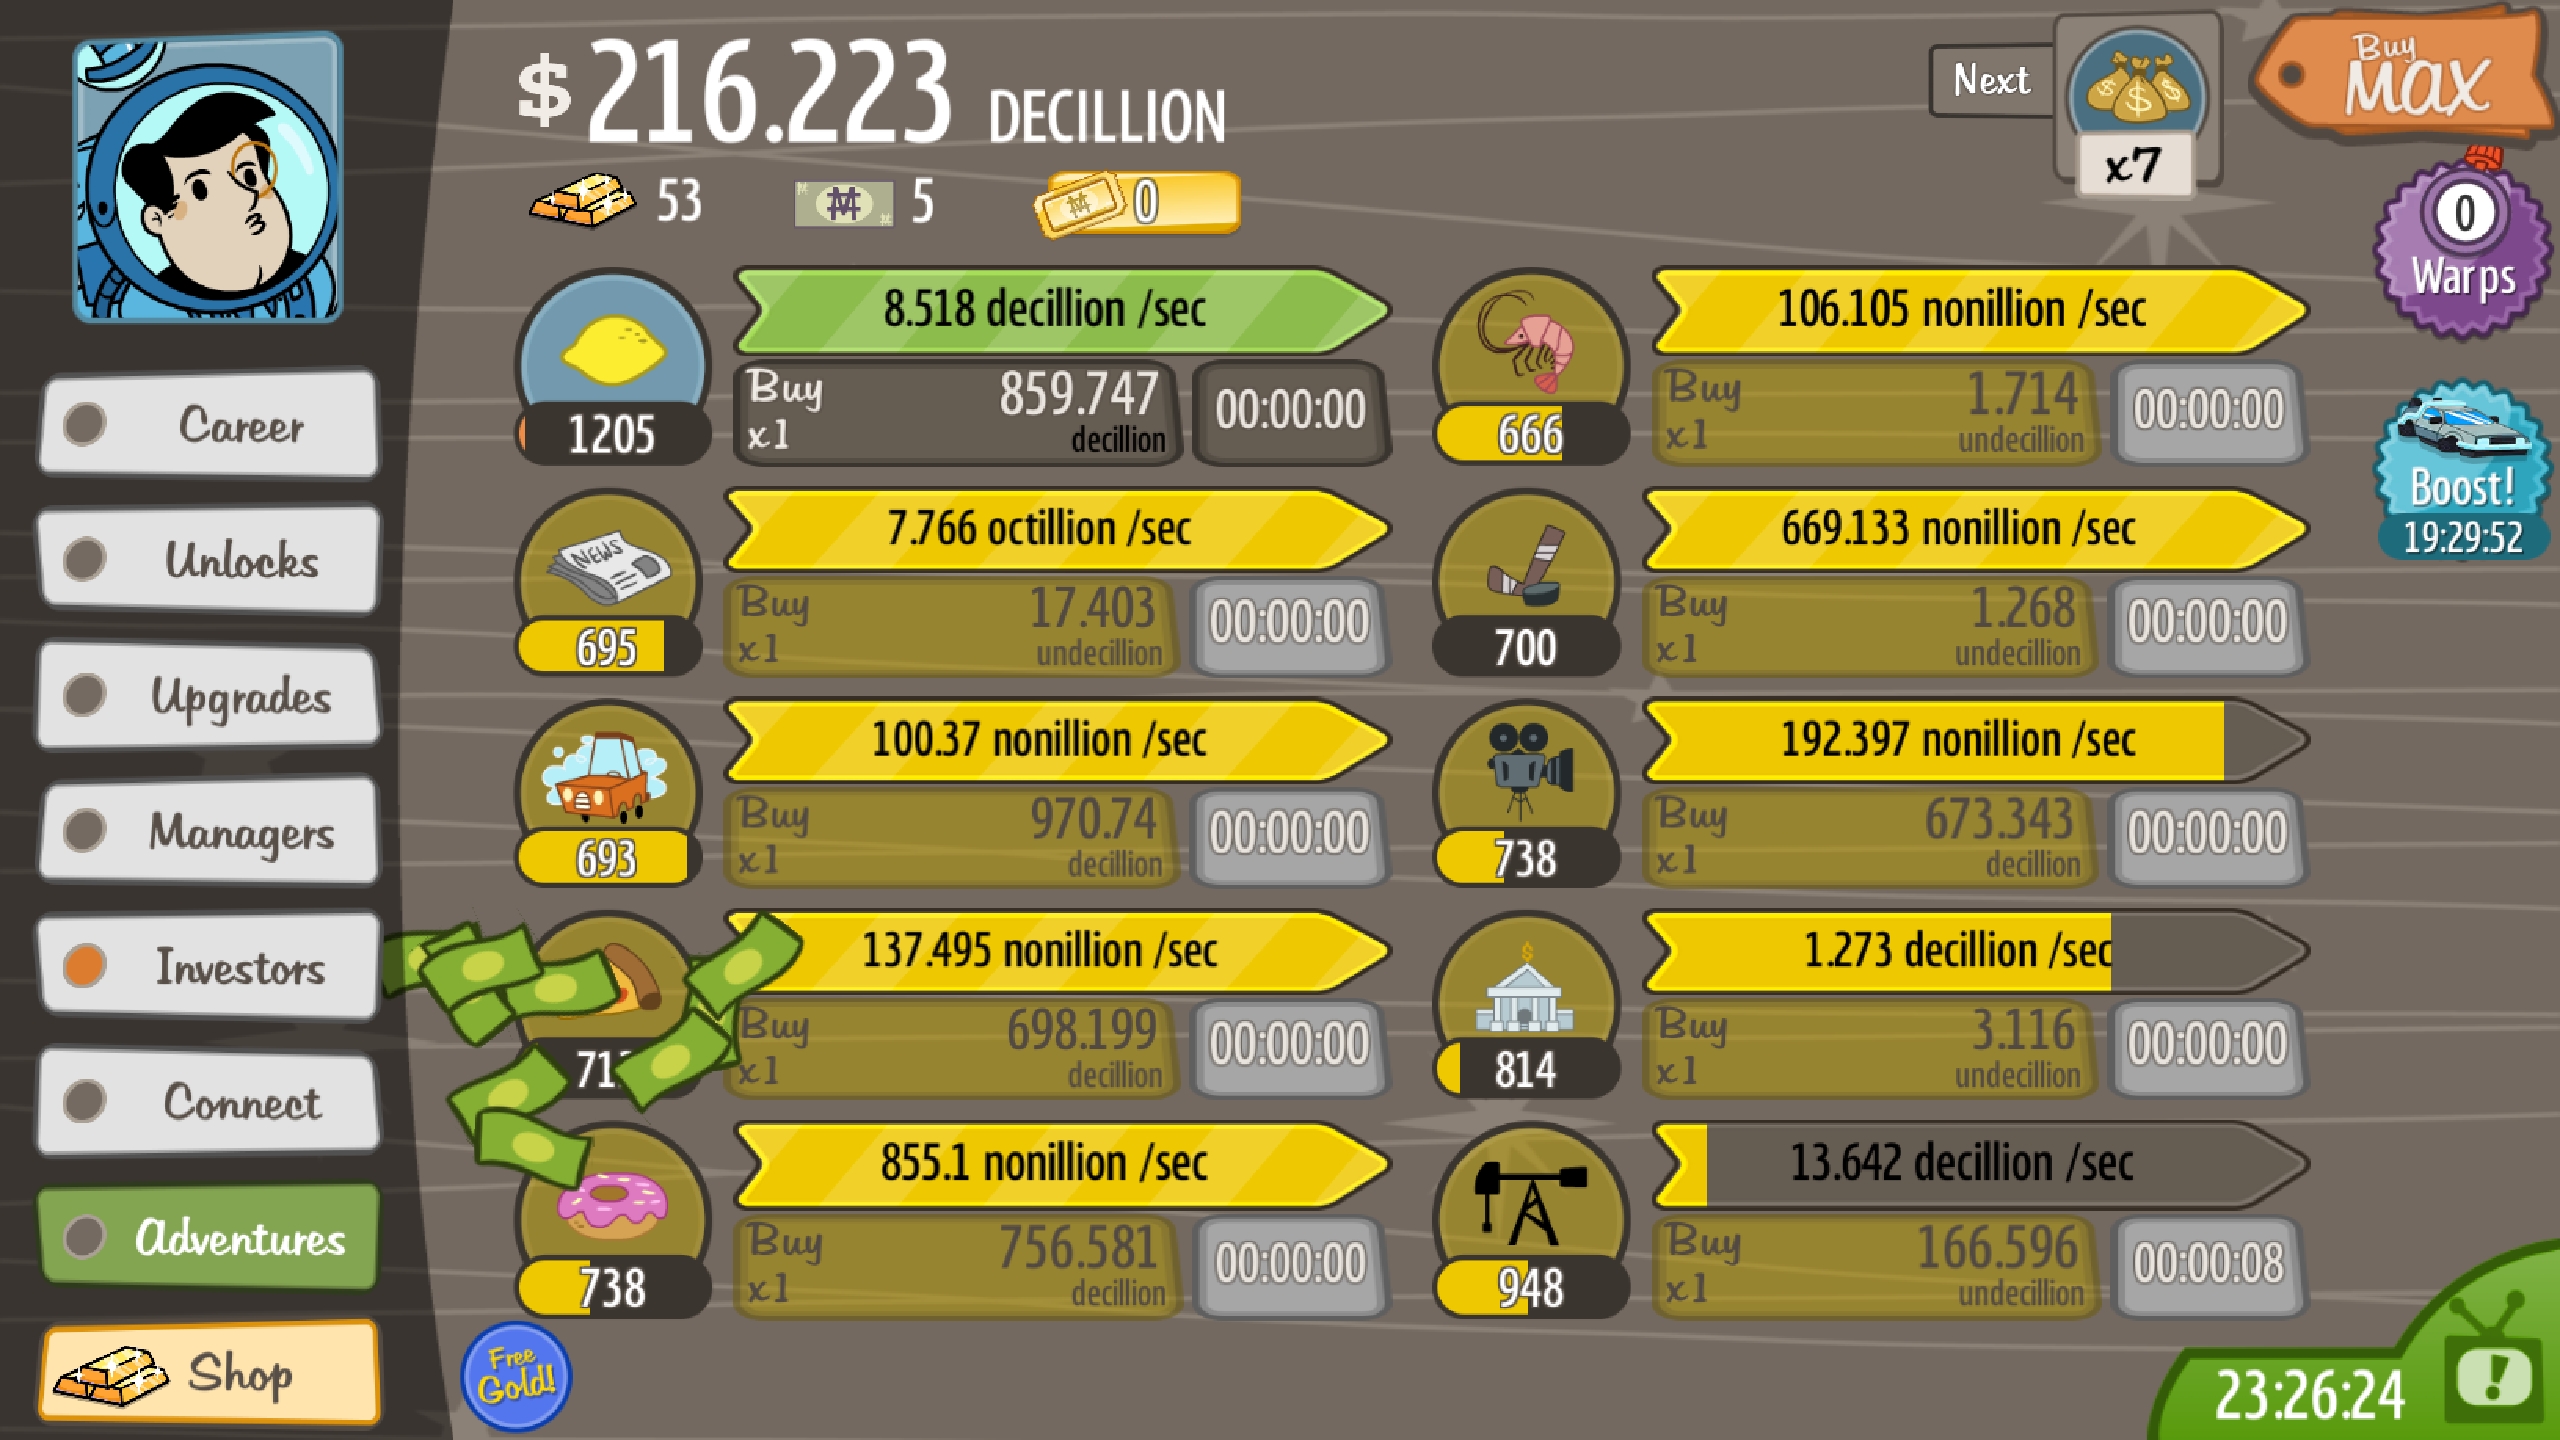 $216.223 DECILLION
Next
x7
Buy
MAX
53
5
0
0
Warps
Boost!
19:29:52
Career
Unlocks
Upgrades
Managers
Investors
Connect
Adventures
Shop
8.518 decillion /sec
1205
Buy
x1
859.747
decillion
00:00:00
NEWS
7.766 octillion /sec
695
Buy
x1
17.403
undecillion
00:00:00
100.37 nonillion /sec
693
Buy
x1
970.74
decillion
00:00:00
137.495 nonillion /sec
Buy
x1
698.199
decillion
00:00:00
855.1 nonillion /sec
738
Buy
x1
756.581
decillion
00:00:00
106.105 nonillion /sec
666
Buy
x1
1.714
undecillion
00:00:00
669.133 nonillion /sec
700
Buy
x1
1.268
undecillion
00:00:00
192.397 nonillion /sec
738
Buy
x1
673.343
decillion
00:00:00
1.273 decillion /sec
814
Buy
x1
3.116
undecillion
00:00:00
13.642 decillion /sec
948
Buy
x1
166.596
undecillion
00:00:08
Free
Gold!
23:26:24